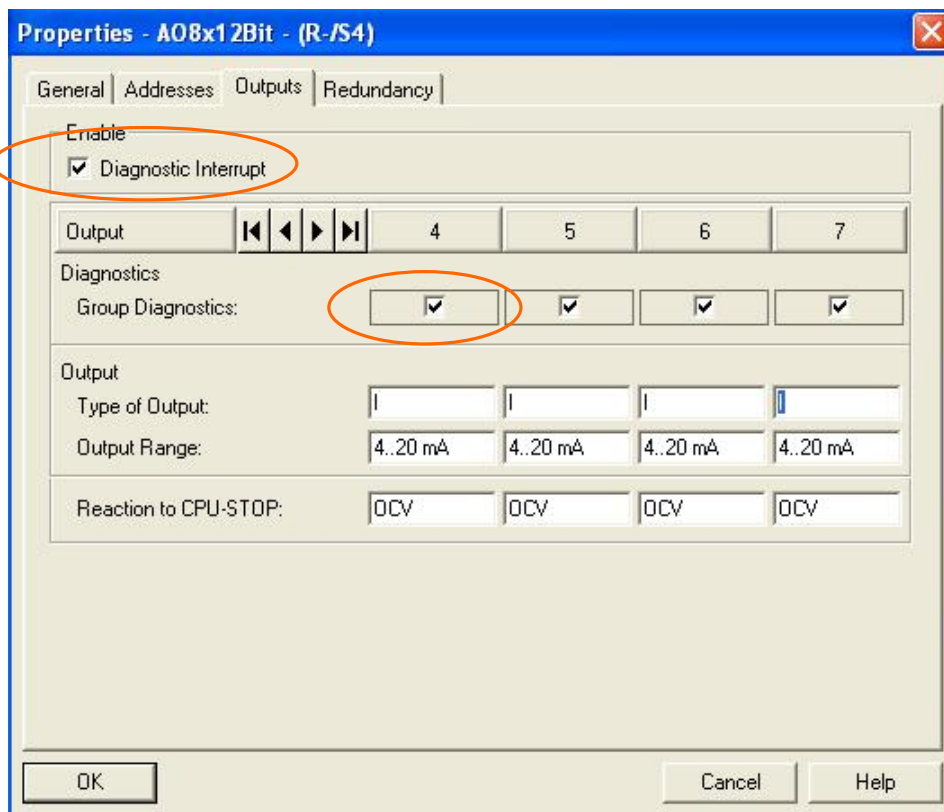 Properties - AO8x12Bit - (R-/S4)
General Addresses Outputs Redundancy
Enable
Diagnostic Interrupt
Output 4 5 6 7
Diagnostics
Group Diagnostics:
Output
Type of Output: I I I I
Output Range: 4..20 mA 4..20 mA 4..20 mA 4..20 mA
Reaction to CPU-STOP: OCV OCV OCV OCV
OK Cancel Help